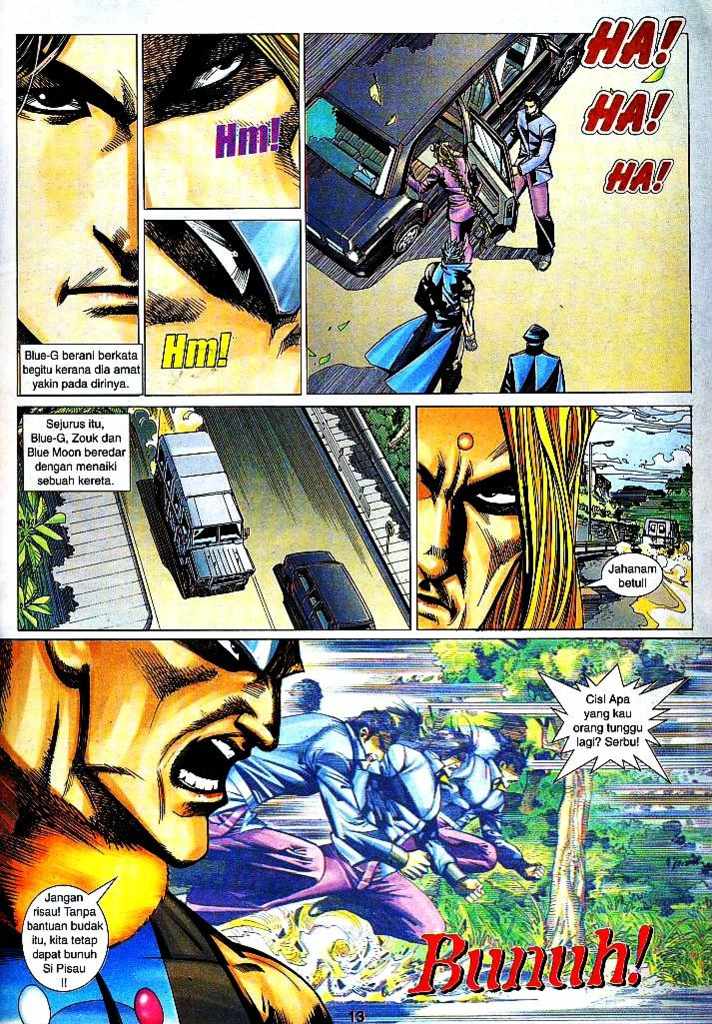 HA!
HA!
HA!
Hm!
Hm!
Blue-G berani berkata
begitu kerana dia amat
yakin pada dirinya.
Sejurus itu,
Blue-G, Zouk dan
Blue Moon beredar
dengan menaiki
sebuah kereta.
Jahanam
betul!
Cis! Apa
yang kau
orang tunggu
lagi? Serbu!
Jangan
risau! Tanpa
bantuan budak
itu, kita tetap
dapat bunuh
Si Pisau
!!
Bunuh!
13